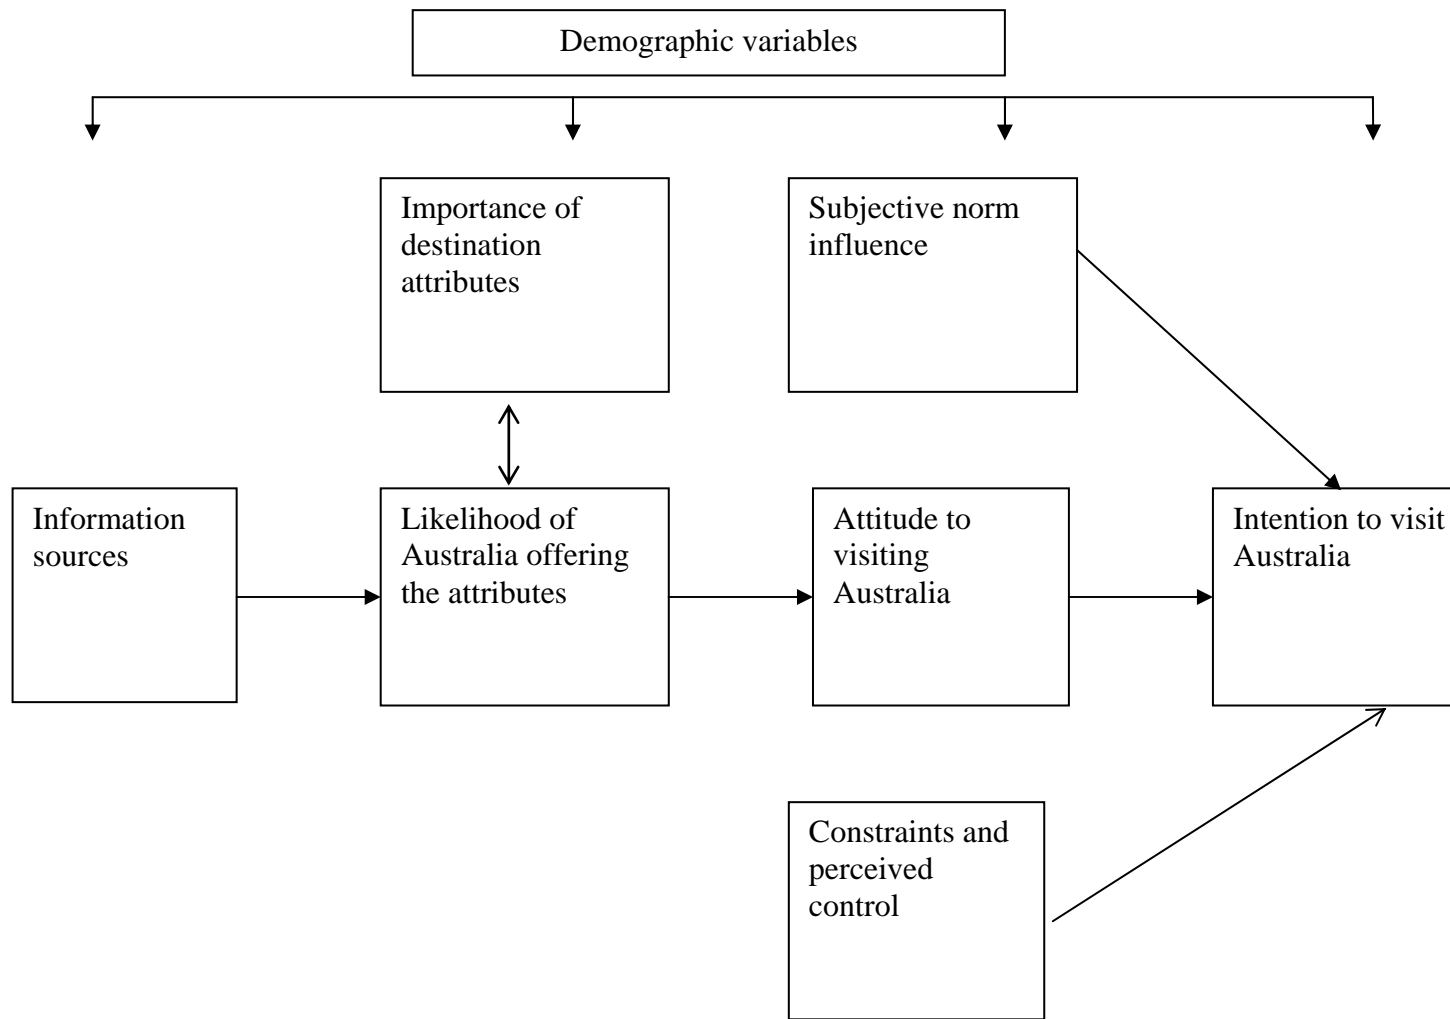 Demographic variables
Importance of
destination
attributes
Subjective norm
influence
Information
sources
Likelihood of
Australia offering
the attributes
Attitude to
visiting
Australia
Intention to visit
Australia
Constraints and
perceived
control